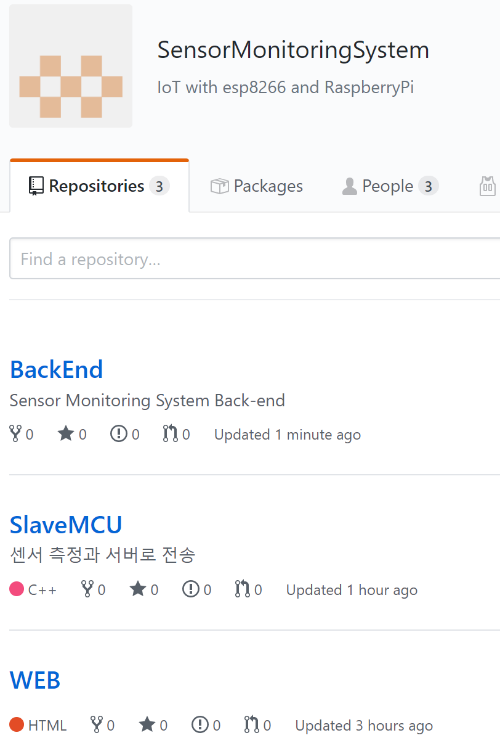 SensorMonitoringSystem
IoT with esp8266 and RaspberryPi
Repositories 3 Packages People 3
Find a repository...
BackEnd
Sensor Monitoring System Back-end
0 0 0 0 Updated 1 minute ago
SlaveMCU
센서 측정과 서버로 전송
C++ 0 0 0 0 Updated 1 hour ago
WEB
HTML 0 0 0 0 Updated 3 hours ago